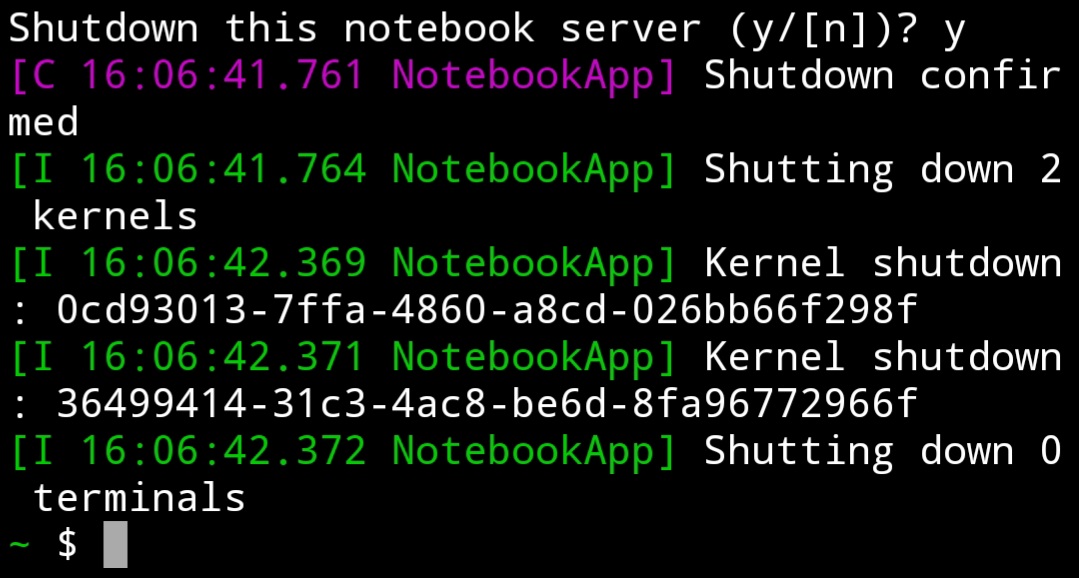 Shutdown this notebook server (y/[n])? y
[C 16:06:41.761 NotebookApp] Shutdown confir
med
[I 16:06:41.764 NotebookApp] Shutting down 2
 kernels
[I 16:06:42.369 NotebookApp] Kernel shutdown
: 0cd93013-7ffa-4860-a8cd-026bb66f298f
[I 16:06:42.371 NotebookApp] Kernel shutdown
: 36499414-31c3-4ac8-be6d-8fa96772966f
[I 16:06:42.372 NotebookApp] Shutting down 0
 terminals
~ $